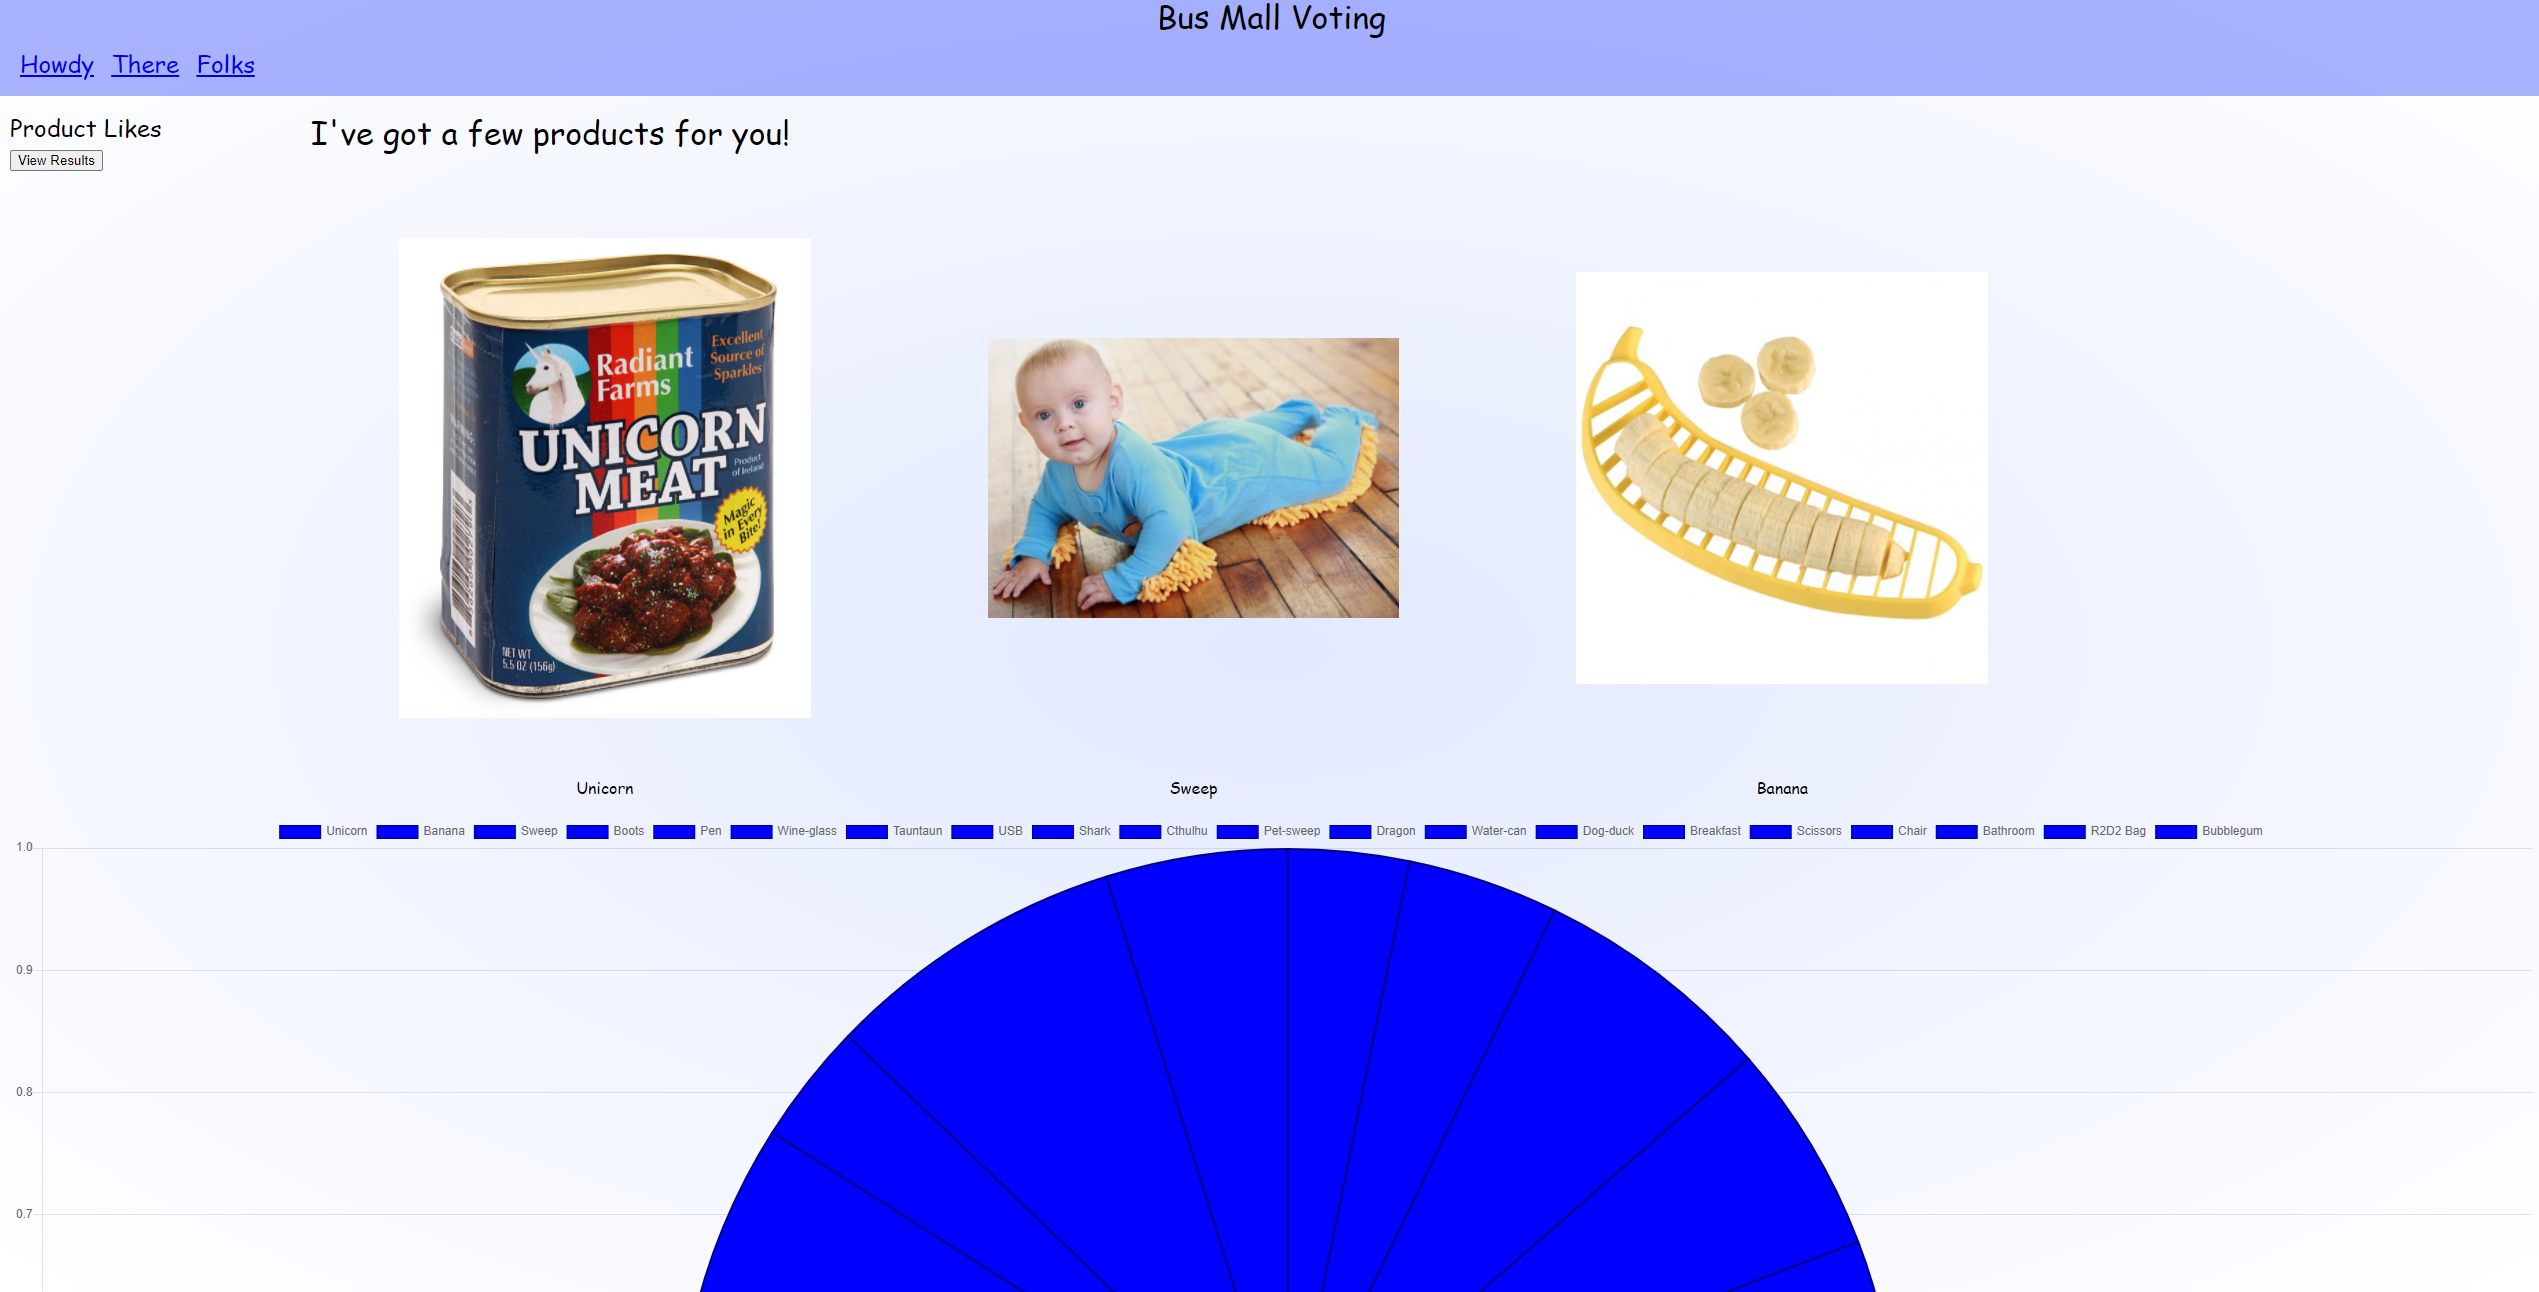 Bus Mall Voting
Howdy There Folks
Product Likes
View Results
I've got a few products for you!
Radiant
Farms
Excellent
Source of
Sparkles
UNICORN
MEAT
Product
of Ireland
Magic
in Every
Bite!
NET WT
5.5 OZ (156g)
Unicorn
Sweep
Banana
Unicorn Banana Sweep Boots Pen Wine-glass Tauntaun USB Shark Cthulhu Pet-sweep Dragon Water-can Dog-duck Breakfast Scissors Chair Bathroom R2D2 Bag Bubblegum
1.0
0.9
0.8
0.7